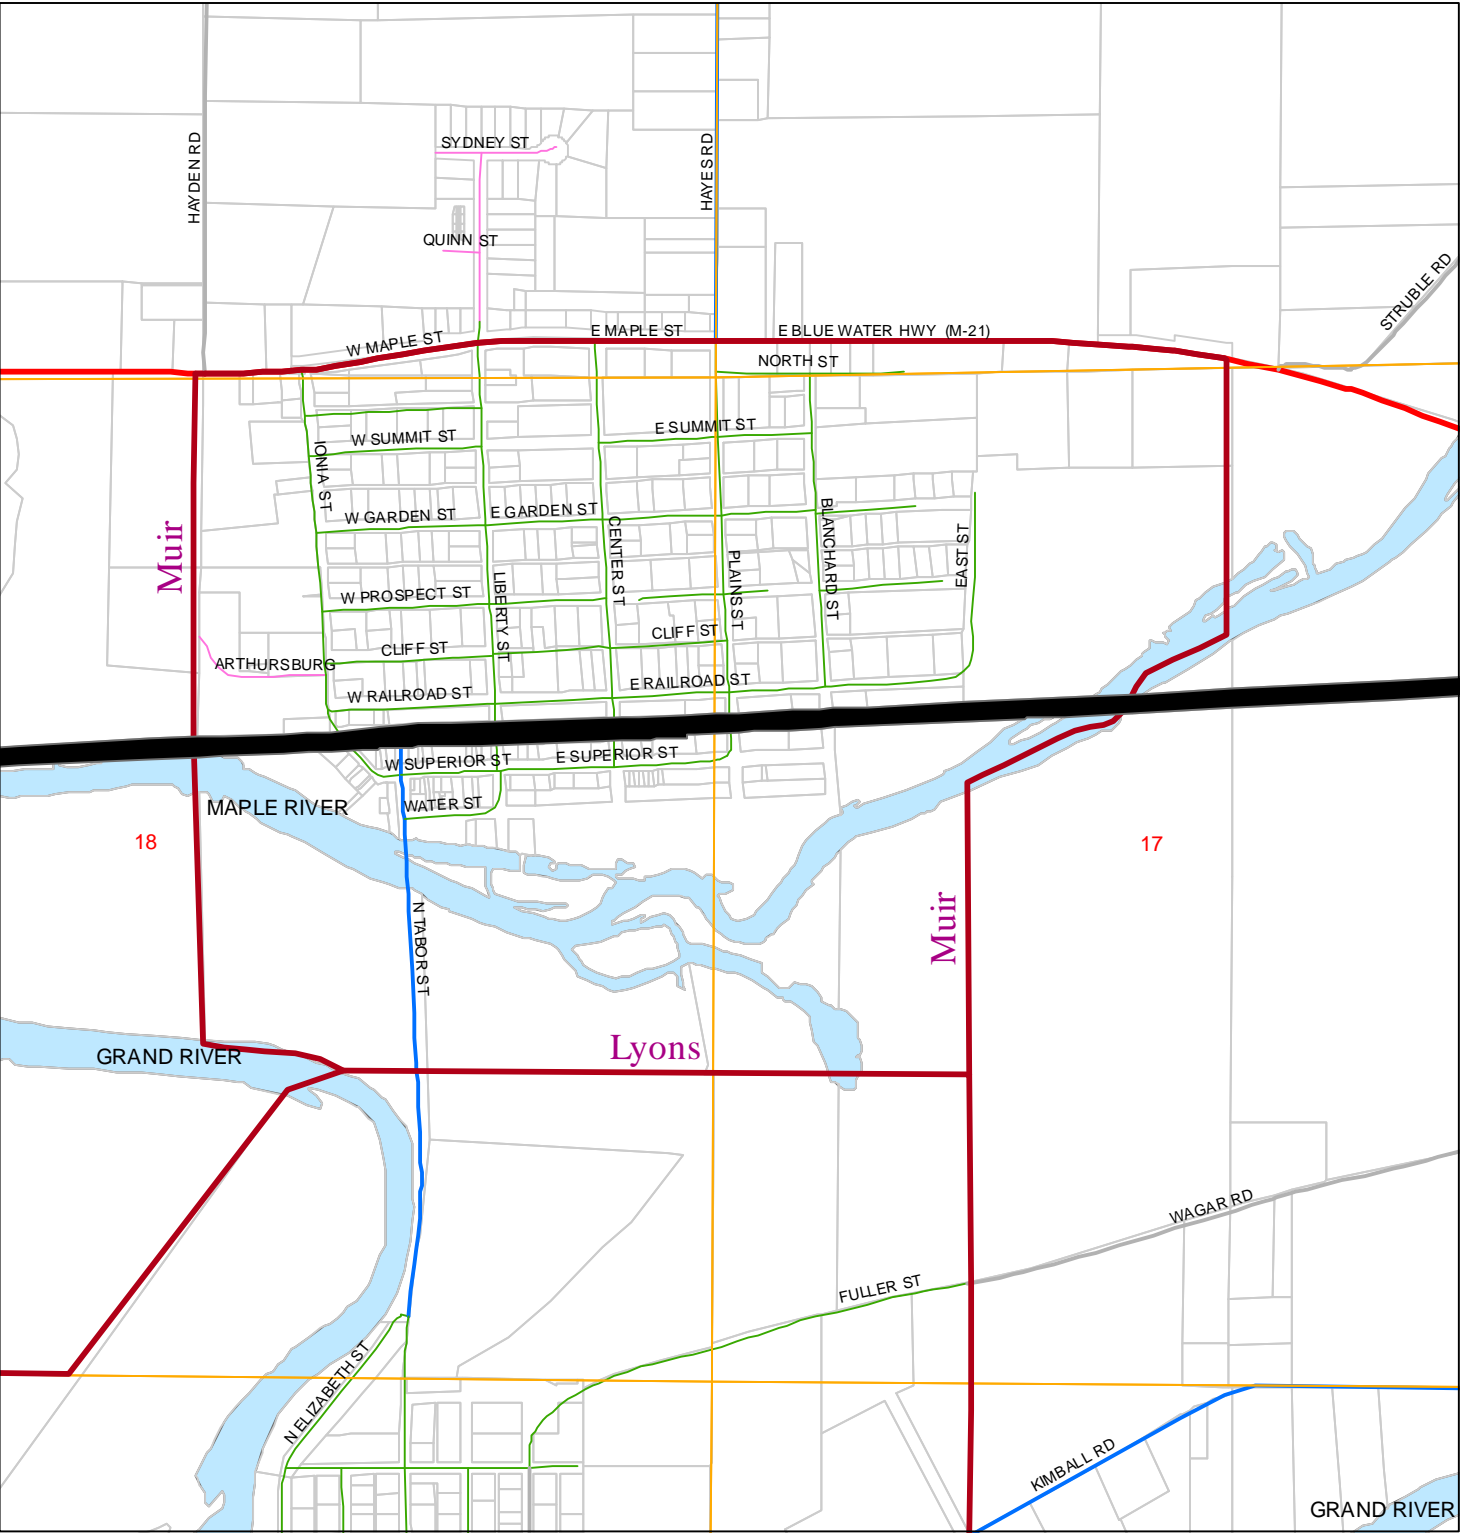 SYDNEY ST
HAYDEN RD
HAYES RD
QUINN ST
STRUBLE RD
W MAPLE ST
E MAPLE ST
E BLUE WATER HWY (M-21)
NORTH ST
W SUMMIT ST
E SUMMIT ST
IONIA ST
W GARDEN ST
E GARDEN ST
BLANCHARD ST
CENTER ST
EAST ST
Muir
PLAINS ST
LIBERTY ST
W PROSPECT ST
CLIFF ST
CLIFF ST
ARTHURSBURG
W RAILROAD ST
E RAILROAD ST
W SUPERIOR ST
E SUPERIOR ST
WATER ST
MAPLE RIVER
18
17
N TABOR ST
Muir
Lyons
GRAND RIVER
WAGAR RD
FULLER ST
N ELIZABETH ST
KIMBALL RD
GRAND RIVER